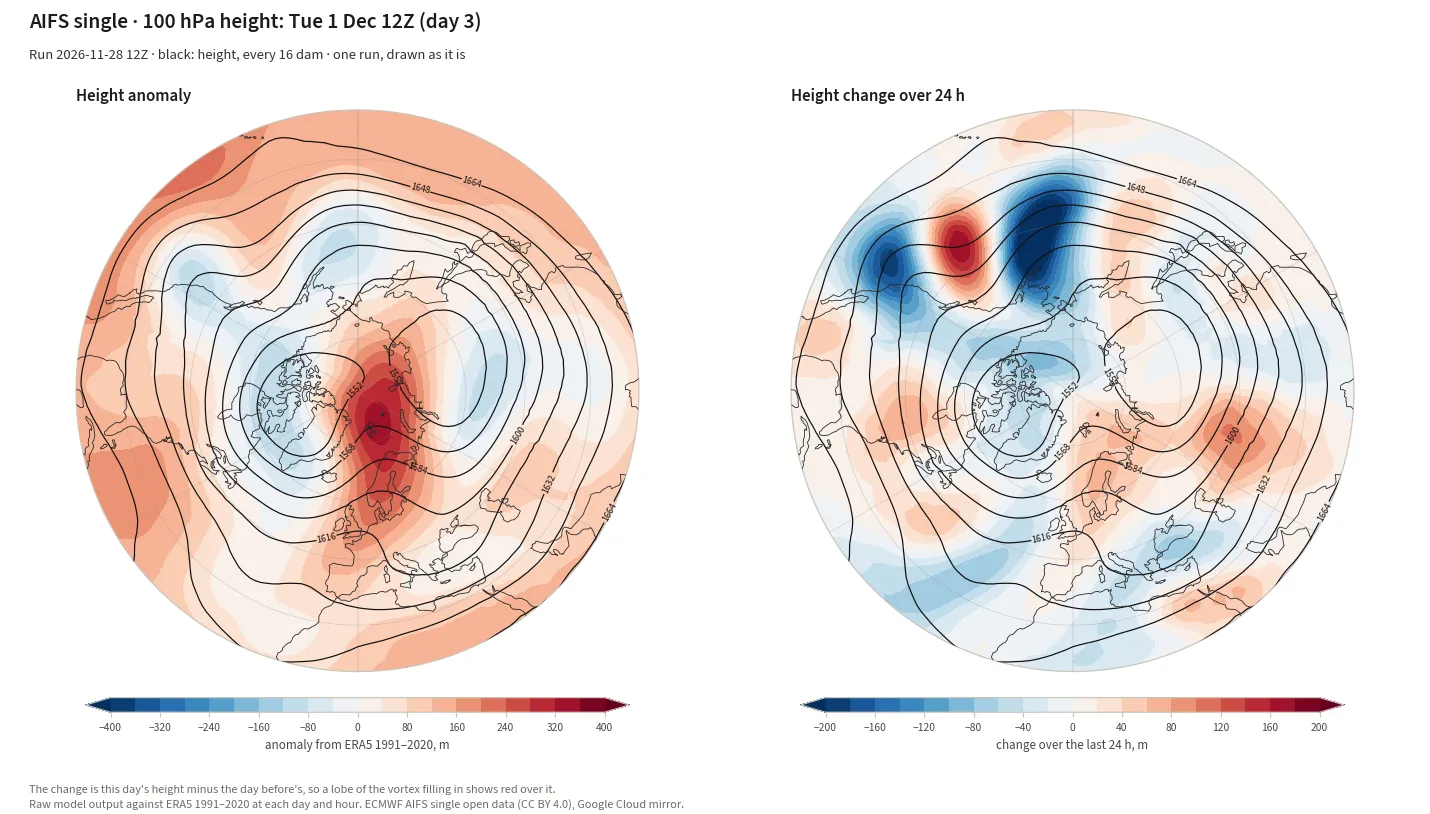 AIFS single · 100 hPa height: Tue 1 Dec 12Z (day 3)
Run 2026-11-28 12Z · black: height, every 16 dam · one run, drawn as it is
Height anomaly
Height change over 24 h
1664
1648
1552
1568
1584
1600
1632
1664
1616
1664
1648
1552
1568
1584
1600
1632
1664
1616
−400 −320 −240 −160 −80 0 80 160 240 320 400
anomaly from ERA5 1991–2020, m
−200 −160 −120 −80 −40 0 40 80 120 160 200
change over the last 24 h, m
The change is this day's height minus the day before's, so a lobe of the vortex filling in shows red over it.
Raw model output against ERA5 1991–2020 at each day and hour. ECMWF AIFS single open data (CC BY 4.0), Google Cloud mirror.